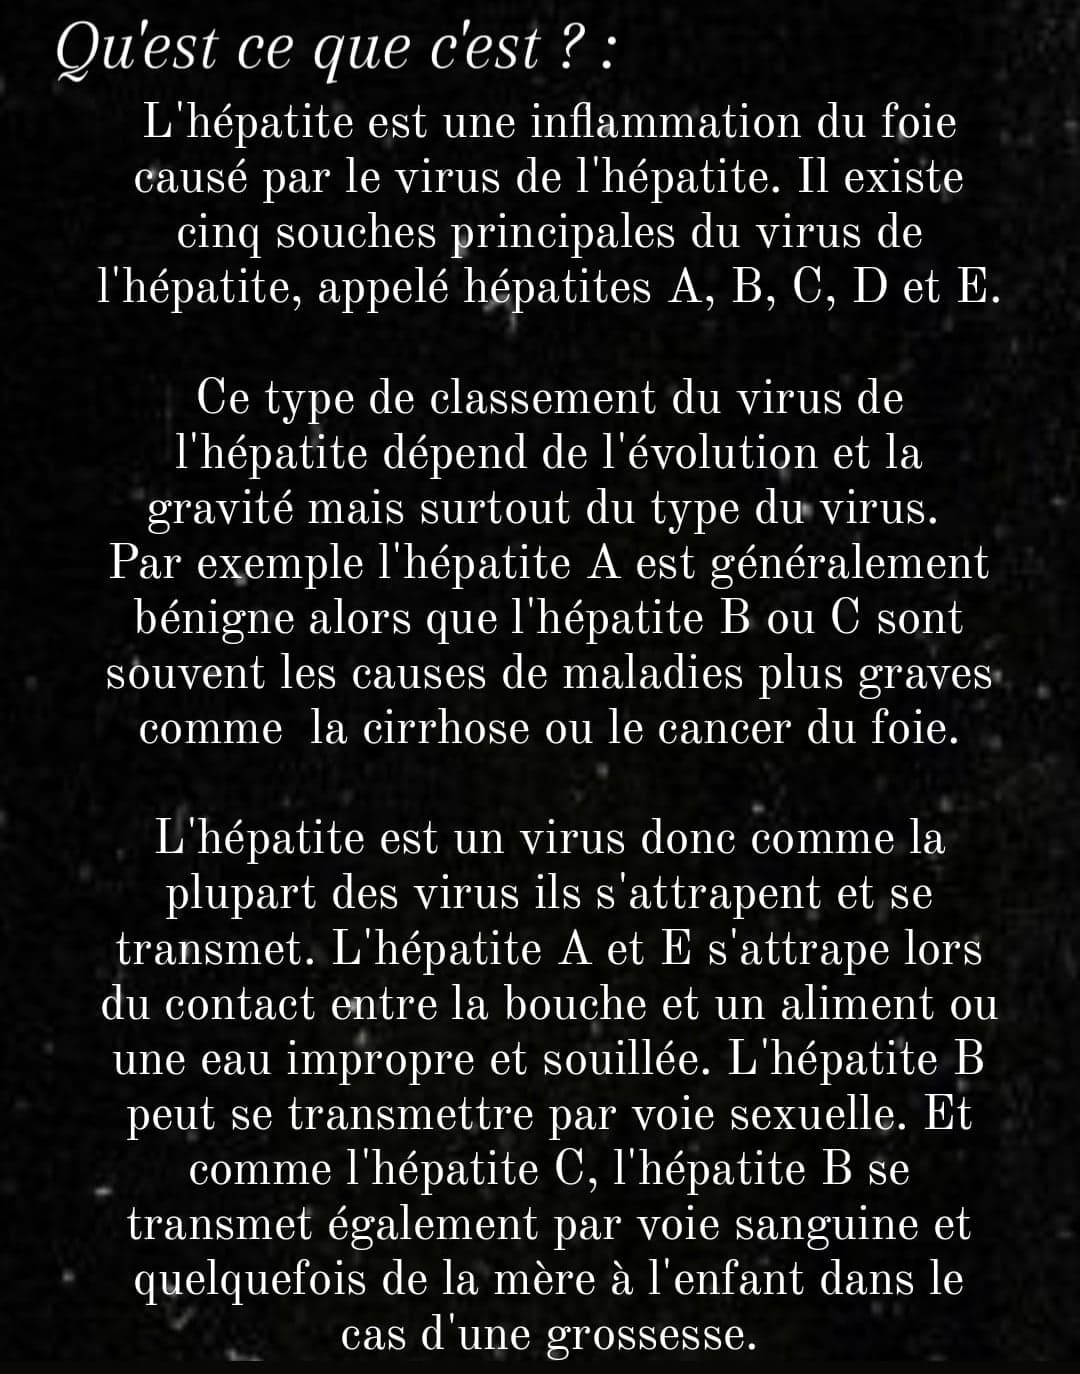 Qu'est ce que c'est ? :
L'hépatite est une inflammation du foie
causé par le virus de l'hépatite. Il existe
cinq souches principales du virus de
l'hépatite, appelé hépatites A, B, C, D et E.
Ce type de classement du virus de
l'hépatite dépend de l'évolution et la
gravité mais surtout du type du virus.
Par exemple l'hépatite A est généralement
bénigne alors que l'hépatite B ou C sont
souvent les causes de maladies plus graves
comme  la cirrhose ou le cancer du foie.
L'hépatite est un virus donc comme la
plupart des virus ils s'attrapent et se
transmet. L'hépatite A et E s'attrape lors
du contact entre la bouche et un aliment ou
une eau impropre et souillée. L'hépatite B
peut se transmettre par voie sexuelle. Et
comme l'hépatite C, l'hépatite B se
transmet également par voie sanguine et
quelquefois de la mère à l'enfant dans le
cas d'une grossesse.